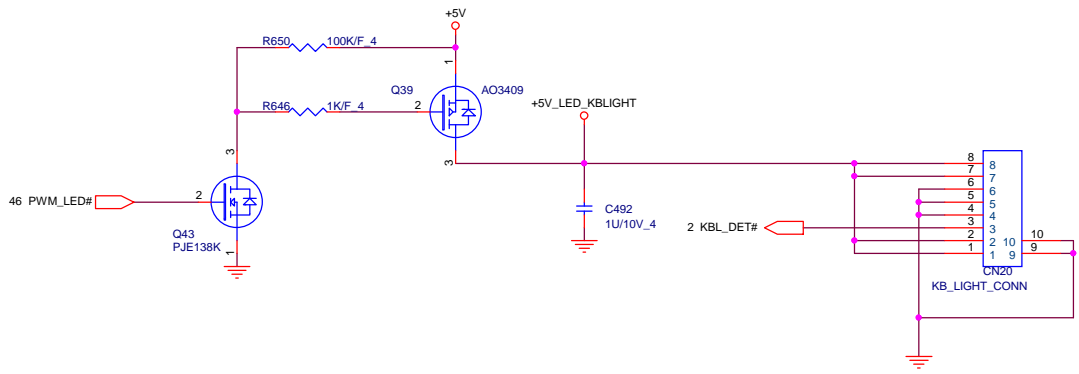 +5V
R650 100K/F_4
1
Q39 AO3409
R646 1K/F_4 2
+5V_LED_KBLIGHT
3
3
46 PWM_LED# 2
Q43
PJE138K
1
C492
1U/10V_4
2 KBL_DET#
8 8
7 7
6 6
5 5
4 4
3 3
2 2 10 10
1 1 9 9
CN20
KB_LIGHT_CONN